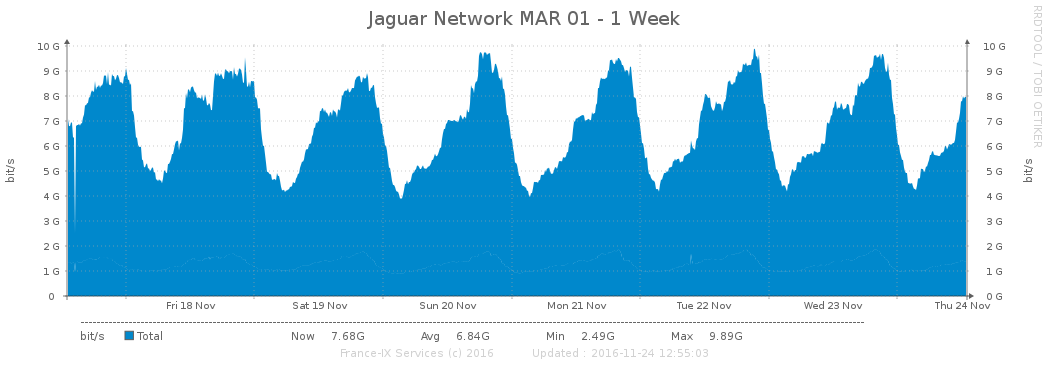 Jaguar Network MAR 01 - 1 Week
RRDTOOL / TOBI OETIKER
10 G 10 G
9 G 9 G
8 G 8 G
7 G 7 G
6 G 6 G
5 G 5 G
4 G 4 G
3 G 3 G
2 G 2 G
1 G 1 G
0 0 G
bit/s
bit/s
Fri 18 Nov Sat 19 Nov Sun 20 Nov Mon 21 Nov Tue 22 Nov Wed 23 Nov Thu 24 Nov
bit/s Total Now 7.68G Avg 6.84G Min 2.49G Max 9.89G
France-IX Services (c) 2016 Updated : 2016-11-24 12:55:03